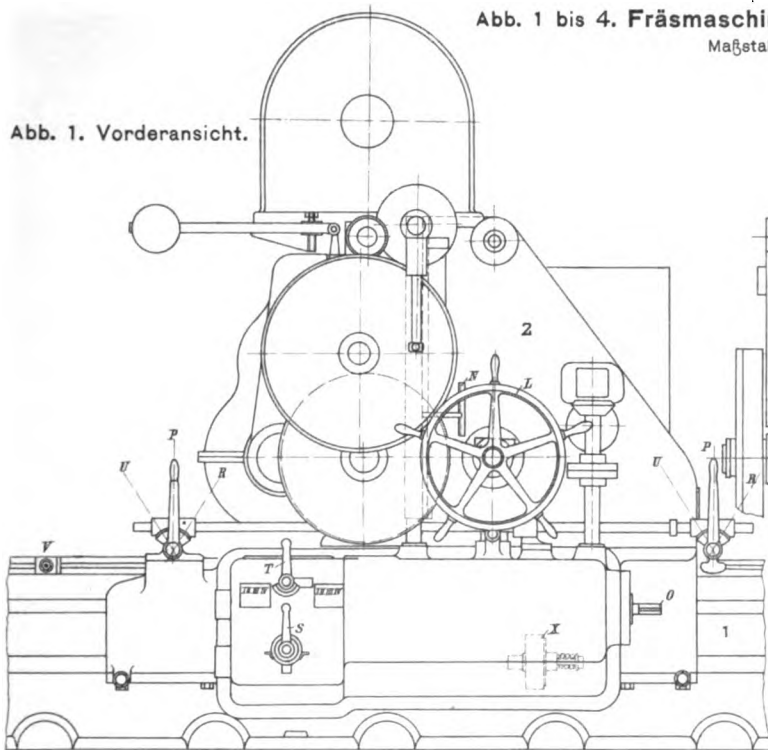 Abb. 1 bis 4. Fräsmaschi
Maßsta
Abb. 1. Vorderansicht.
2
N
L
P
U
R
P
U
R
V
T
S
X
O
1